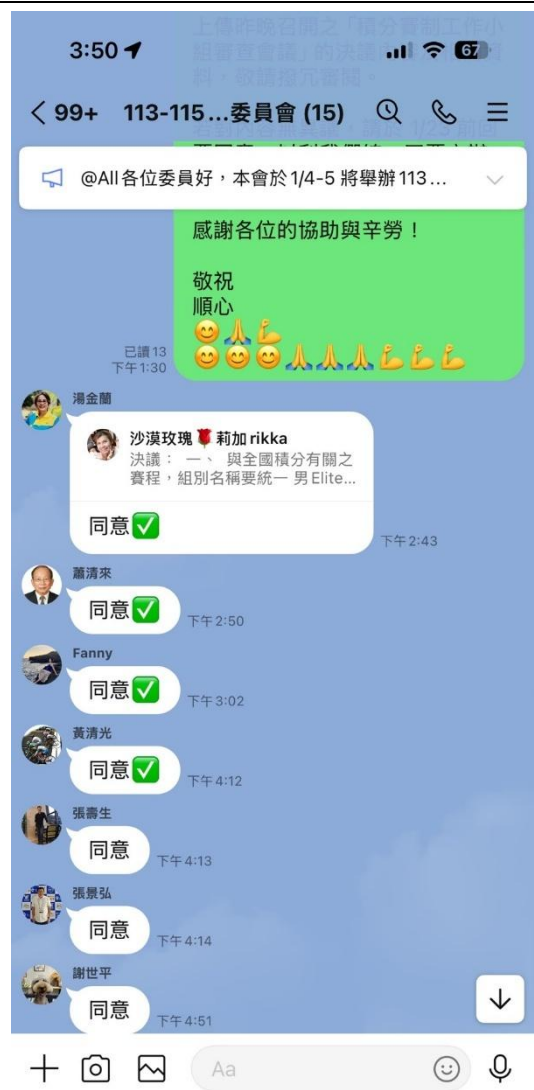 上傳昨晚召開之「積分賽制工作小
組審查會議」的決議
料，敬請撥冗審閱。
3:50
67
99+ 113-115...委員會 (15)
@All各位委員好，本會於1/4-5 將舉辦113...
感謝各位的協助與辛勞！
敬祝
順心
😊🙏💪
😊😊😊🙏🙏🙏💪💪💪
已讀 13
下午 1:30
湯金蘭
沙漠玫瑰🌹莉加 rikka
決議： 一、 與全國積分有關之
賽程，組別名稱要統一 男 Elite...
同意✅
下午 2:43
蕭清來
同意✅
下午 2:50
Fanny
同意✅
下午 3:02
黃清光
同意✅
下午 4:12
張壽生
同意
下午 4:13
張景弘
同意
下午 4:14
謝世平
同意
下午 4:51
Aa